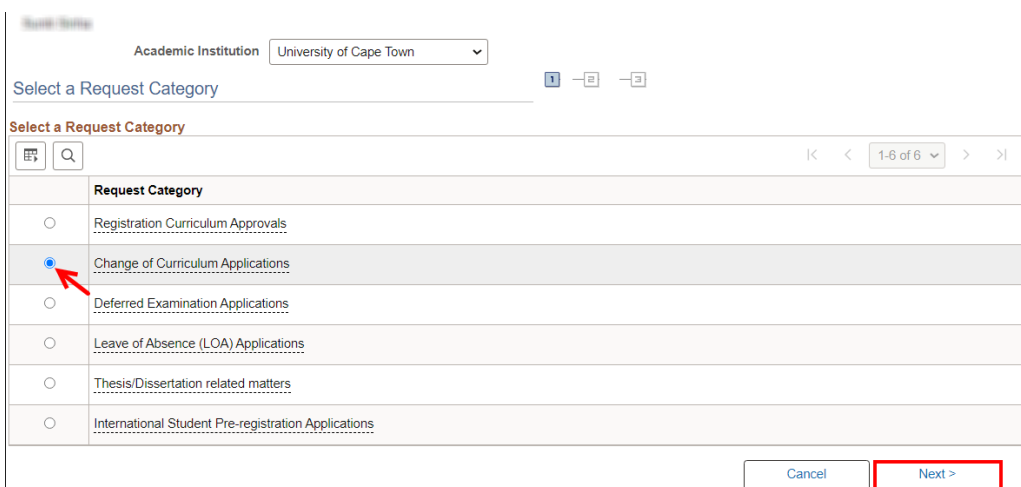 Academic Institution University of Cape Town
Select a Request Category 1 2 3
Select a Request Category
1-6 of 6
Request Category
Registration Curriculum Approvals
Change of Curriculum Applications
Deferred Examination Applications
Leave of Absence (LOA) Applications
Thesis/Dissertation related matters
International Student Pre-registration Applications
Cancel Next >